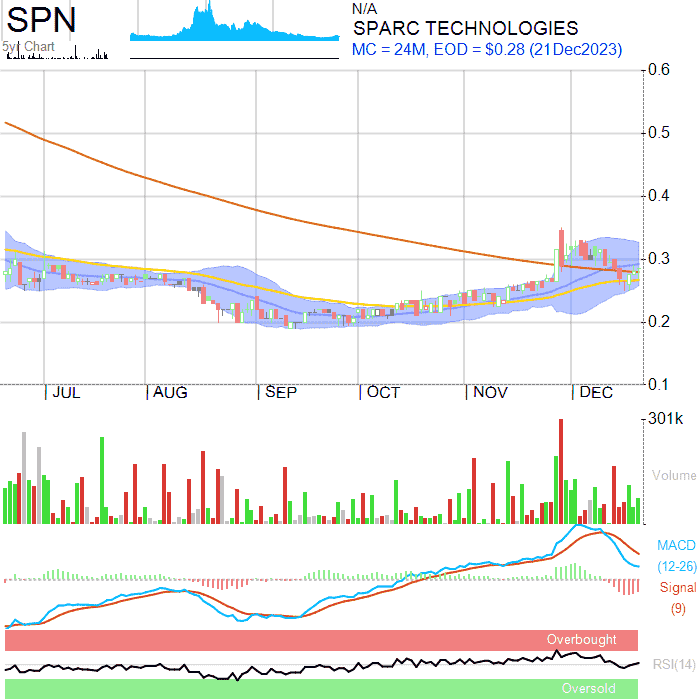 SPN
5yr Chart
N/A
SPARC TECHNOLOGIES
MC = 24M, EOD = $0.28 (21Dec2023)
0.6
0.5
0.4
0.3
0.2
0.1
JUL AUG SEP OCT NOV DEC
301k
Volume
MACD
(12-26)
Signal
(9)
Overbought
RSI(14)
Oversold